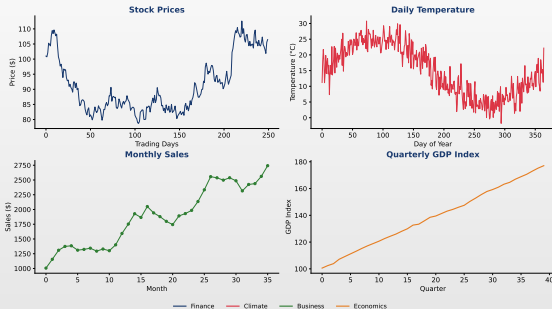 Stock Prices
Price ($)
110
105
100
95
90
85
80
0 50 100 150 200 250
Trading Days
Daily Temperature
Temperature (°C)
30
25
20
15
10
5
0
0 50 100 150 200 250 300 350
Day of Year
Monthly Sales
Sales ($)
2750
2500
2250
2000
1750
1500
1250
1000
0 5 10 15 20 25 30 35
Month
Quarterly GDP Index
GDP Index
180
160
140
120
100
0 5 10 15 20 25 30 35 40
Quarter
Finance Climate Business Economics